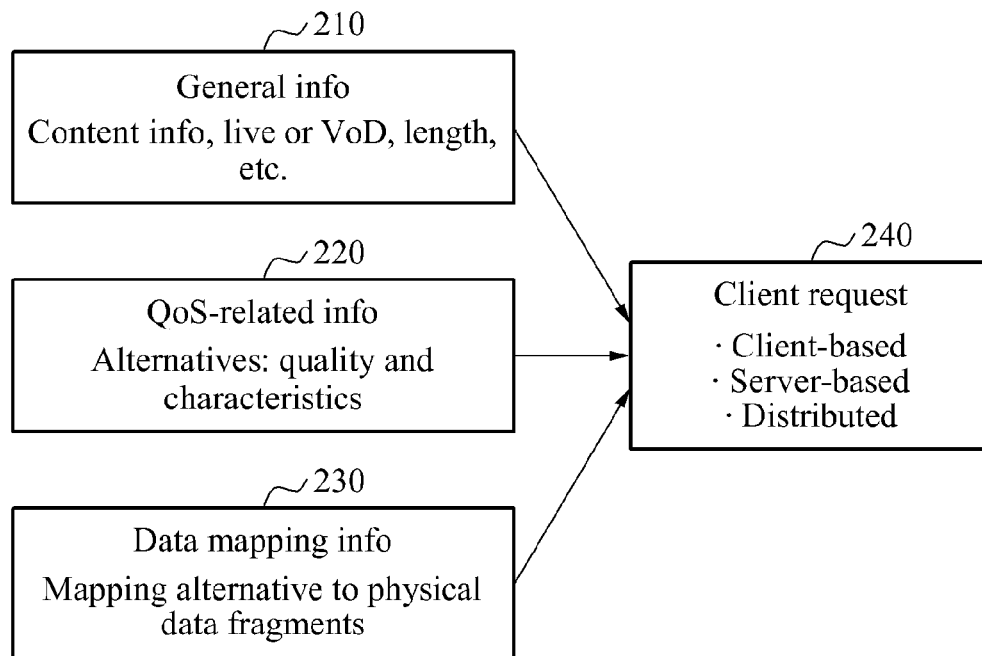 210
General info
Content info, live or VoD, length,
etc.
220
QoS-related info
Alternatives: quality and
characteristics
230
Data mapping info
Mapping alternative to physical
data fragments
240
Client request
· Client-based
· Server-based
· Distributed